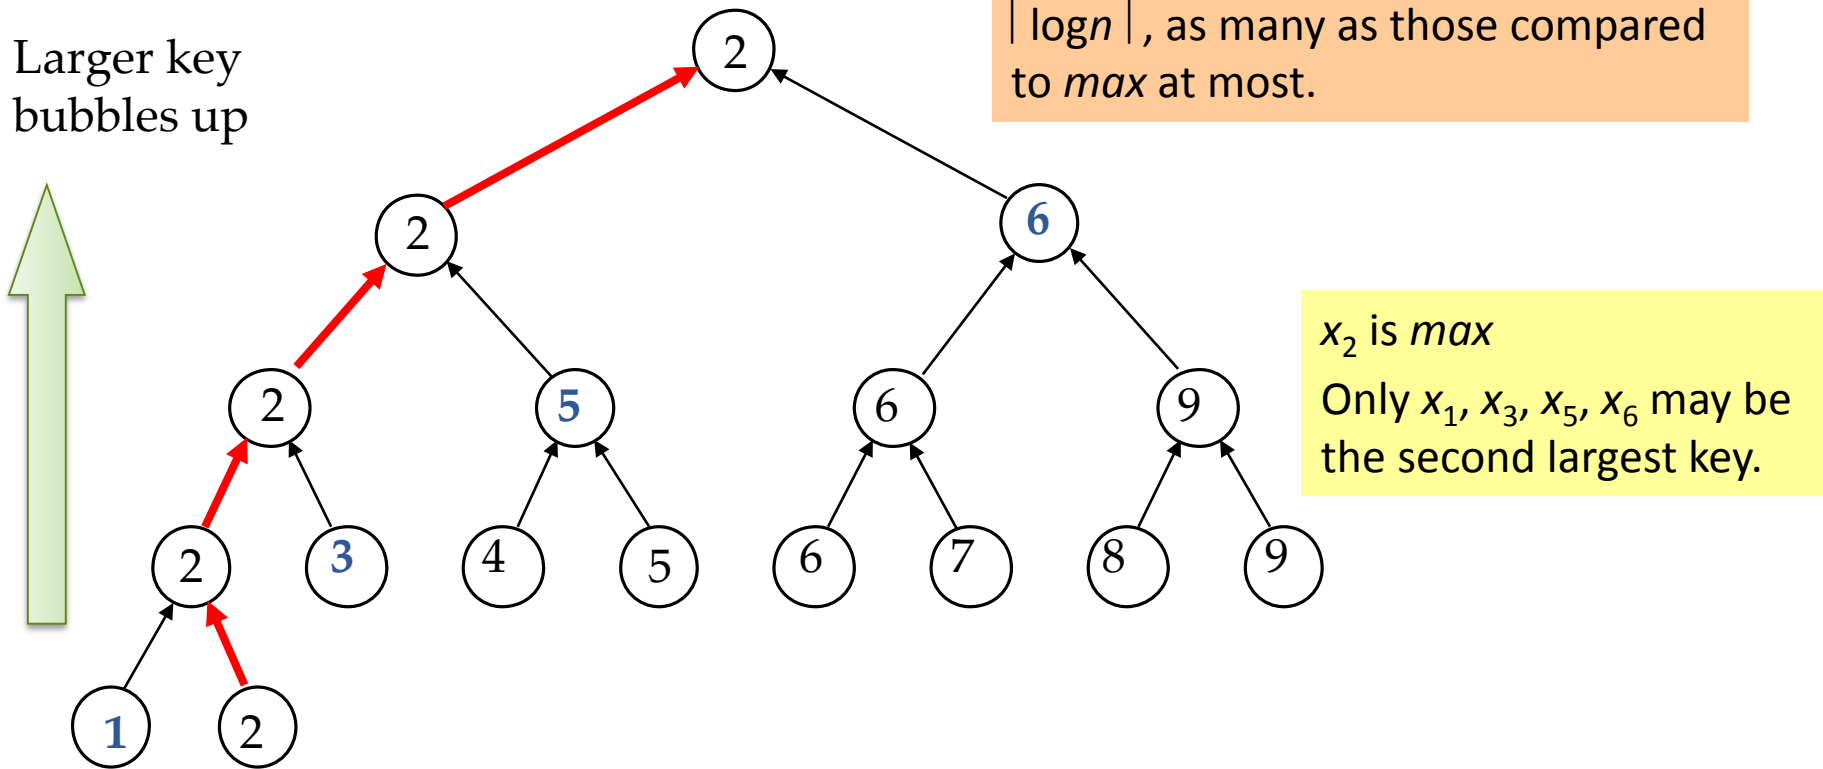 Larger key
bubbles up
⌈ logn ⌉, as many as those compared
to max at most.
2
2
6
2
5
6
9
2
3
4
5
6
7
8
9
1
2
x₂ is max
Only x₁, x₃, x₅, x₆ may be
the second largest key.